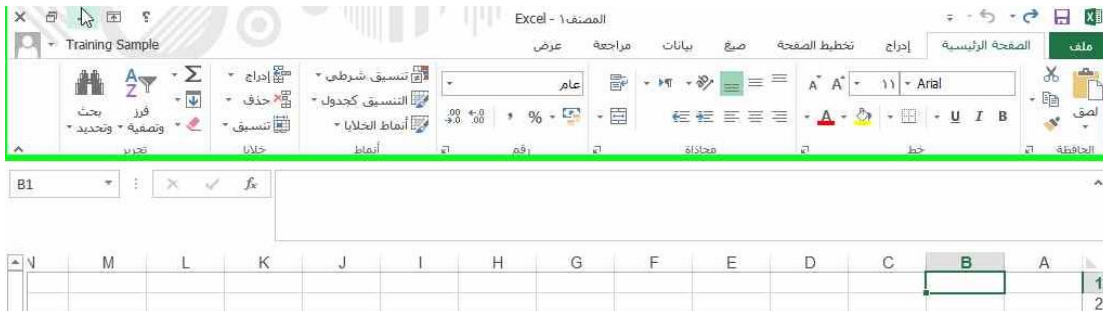 المصنف١ - Excel
ملف الصفحة الرئيسية إدراج تخطيط الصفحة صيغ بيانات مراجعة عرض Training Sample
لصق
Arial ١١
B I U
عام
%
تنسيق شرطي
التنسيق كجدول
أنماط الخلايا
إدراج
حذف
تنسيق
فرز وتصفية
بحث وتحديد
الحافظة خط محاذاة رقم أنماط خلايا تحرير
B1 fx
A B C D E F G H I J K L M N
1
2